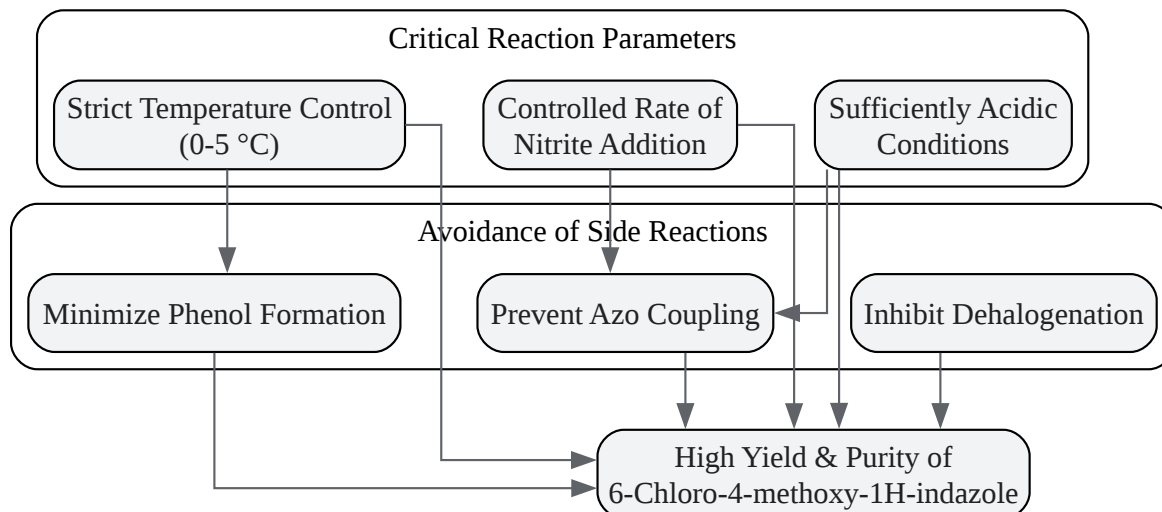 Critical Reaction Parameters
Strict Temperature Control
(0-5 °C)
Controlled Rate of
Nitrite Addition
Sufficiently Acidic
Conditions
Avoidance of Side Reactions
Minimize Phenol Formation
Prevent Azo Coupling
Inhibit Dehalogenation
High Yield & Purity of
6-Chloro-4-methoxy-1H-indazole